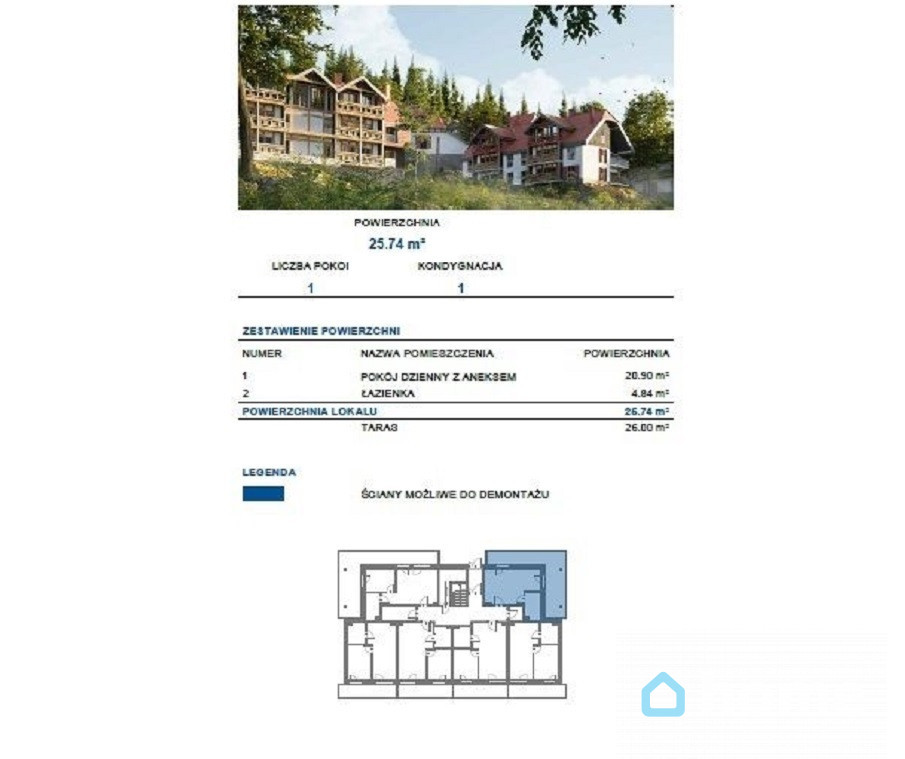 POWIERZCHNIA
25.74 m²
LICZBA POKOI KONDYGNACJA
1 1
ZESTAWIENIE POWIERZCHNI
NUMER NAZWA POMIESZCZENIA POWIERZCHNIA
1 POKÓJ DZIENNY Z ANEKSEM 20.90 m²
2 ŁAZIENKA 4.84 m²
POWIERZCHNIA LOKALU 25.74 m²
TARAS 26.00 m²
LEGENDA
ŚCIANY MOŻLIWE DO DEMONTAŻU